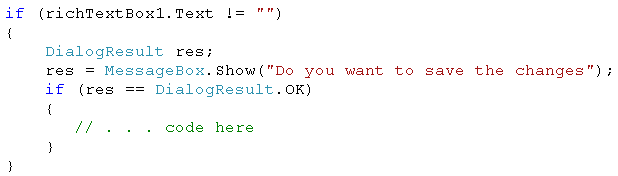 if (richTextBox1.Text != "")
{
    DialogResult res;
    res = MessageBox.Show("Do you want to save the changes");
    if (res == DialogResult.OK)
    {
       // . . . code here
    }
}